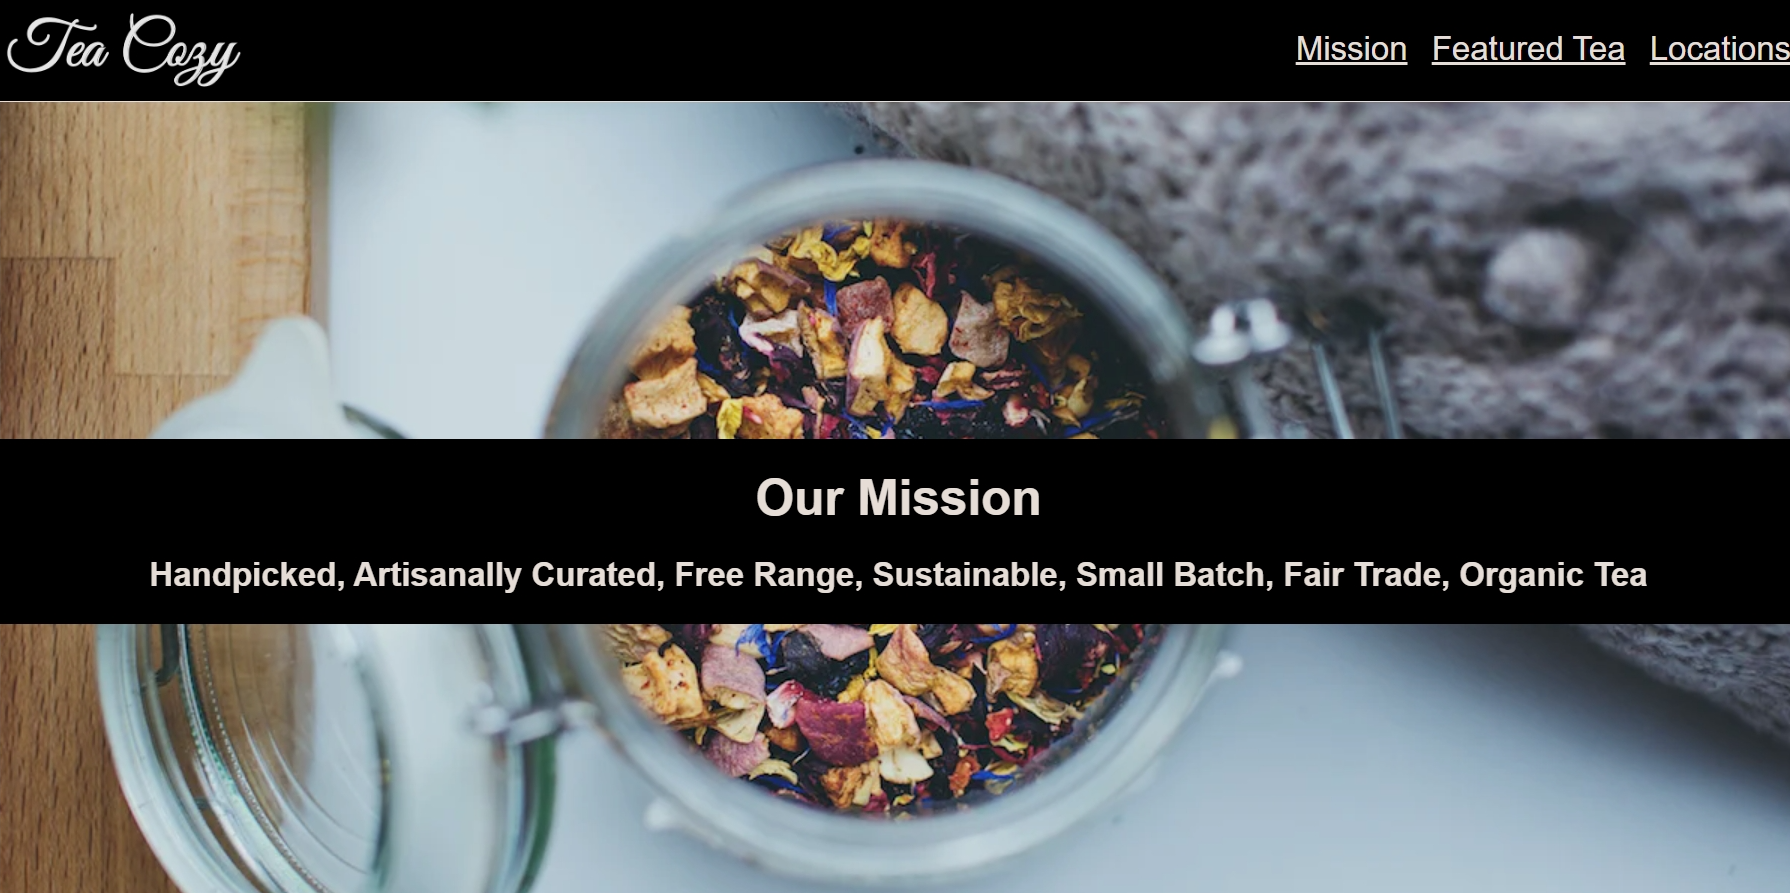 Tea Cozy
Mission Featured Tea Locations
Our Mission
Handpicked, Artisanally Curated, Free Range, Sustainable, Small Batch, Fair Trade, Organic Tea